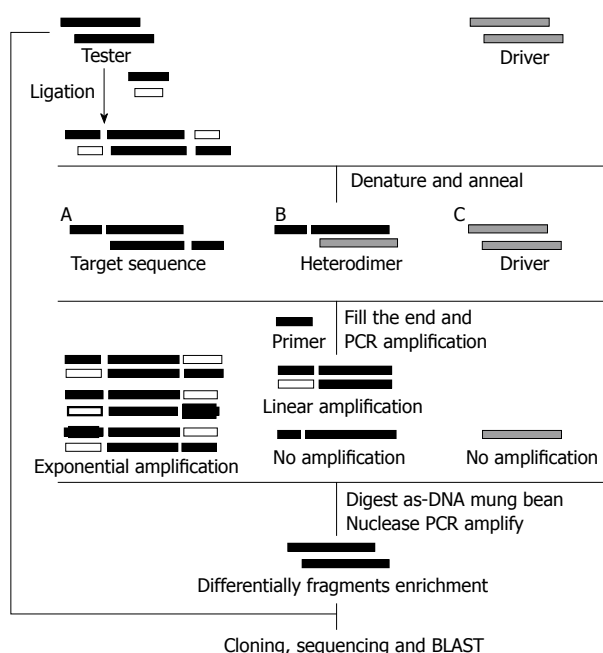 Tester
Driver
Ligation
Denature and anneal
A
B
C
Target sequence
Heterodimer
Driver
Primer
Fill the end and
PCR amplification
Linear amplification
Exponential amplification
No amplification
No amplification
Digest as-DNA mung bean
Nuclease PCR amplify
Differentially fragments enrichment
Cloning, sequencing and BLAST